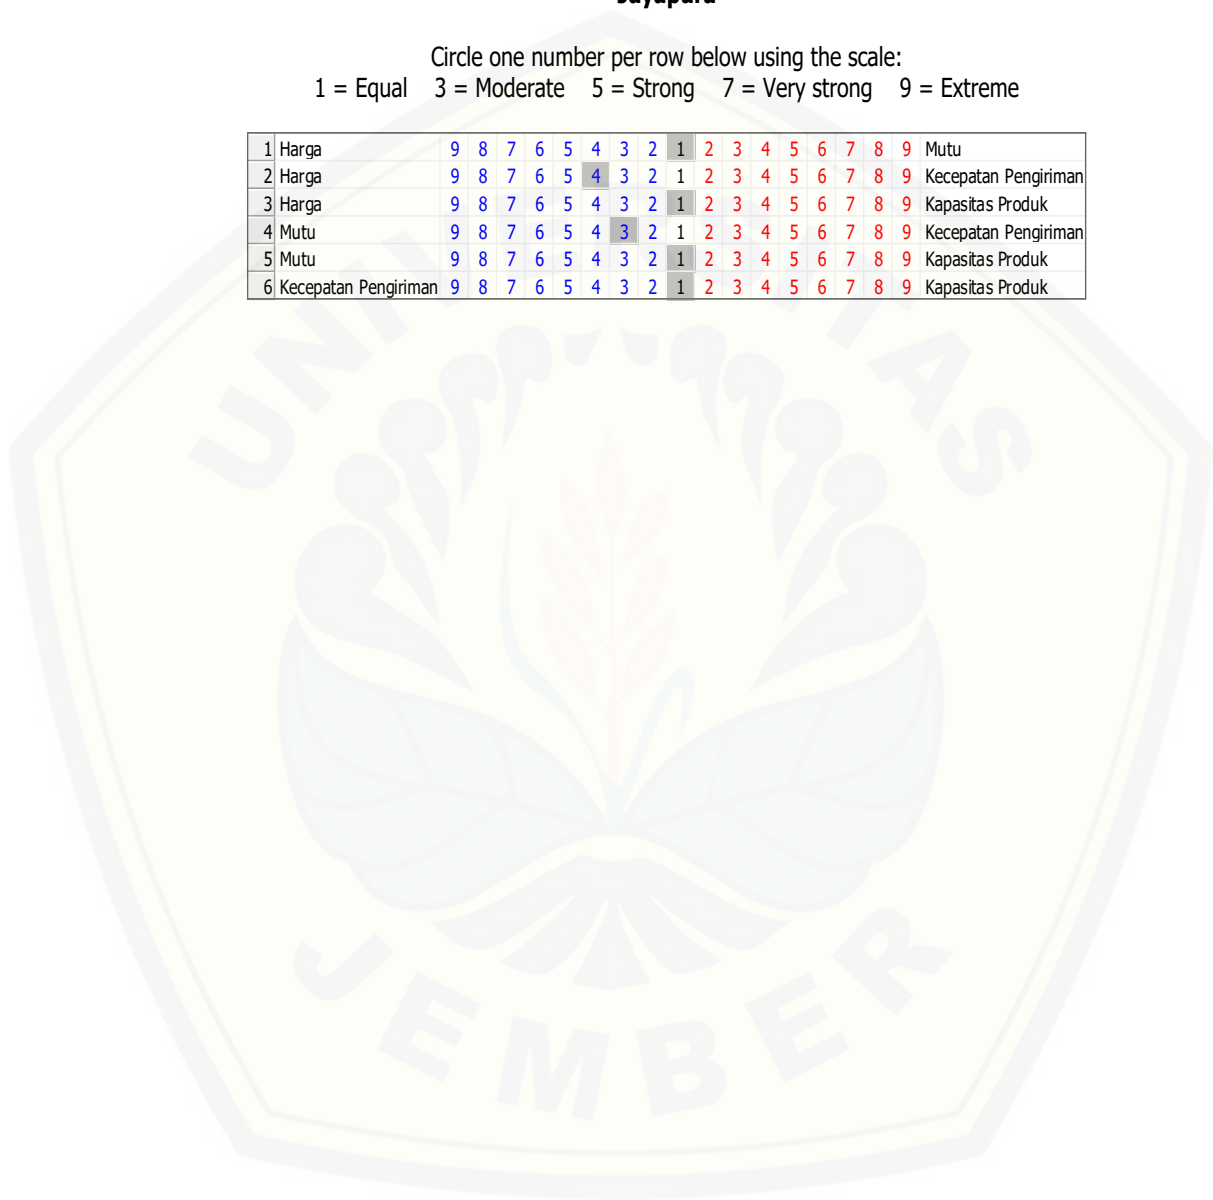 Jayapura
Circle one number per row below using the scale:
1 = Equal 3 = Moderate 5 = Strong 7 = Very strong 9 = Extreme
1 Harga 9 8 7 6 5 4 3 2 1 2 3 4 5 6 7 8 9 Mutu
2 Harga 9 8 7 6 5 4 3 2 1 2 3 4 5 6 7 8 9 Kecepatan Pengiriman
3 Harga 9 8 7 6 5 4 3 2 1 2 3 4 5 6 7 8 9 Kapasitas Produk
4 Mutu 9 8 7 6 5 4 3 2 1 2 3 4 5 6 7 8 9 Kecepatan Pengiriman
5 Mutu 9 8 7 6 5 4 3 2 1 2 3 4 5 6 7 8 9 Kapasitas Produk
6 Kecepatan Pengiriman 9 8 7 6 5 4 3 2 1 2 3 4 5 6 7 8 9 Kapasitas Produk
UNIVERSITAS
JEMBER